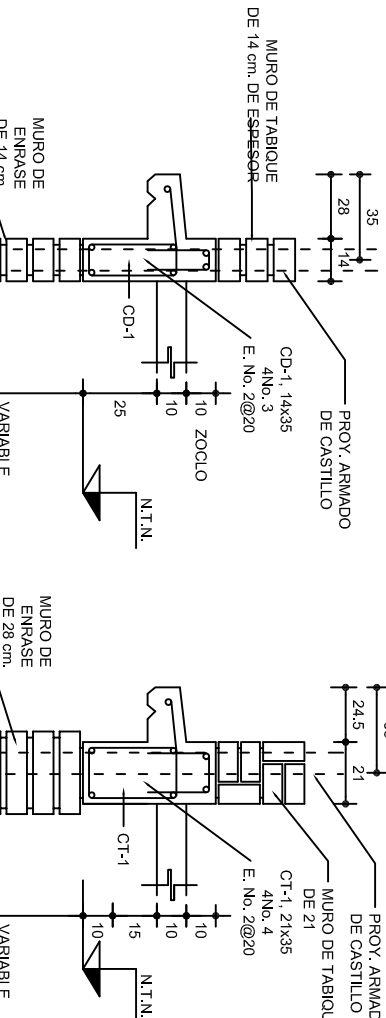 MURO DE TABIQUE
DE 14 cm. DE ESPESOR
35
28
14
PROY. ARMADO
DE CASTILLO
CD-1, 14x35
4No. 3
E. No. 2@20
CD-1
ZOCLO
10
10
25
N.T.N.
VARIABLE
MURO DE
ENRASE
DE 14 cm.
24.5
21
PROY. ARMAD
DE CASTILLO
MURO DE TABIQU
DE 21
CT-1, 21x35
4No. 4
E. No. 2@20
CT-1
10
10
15
10
N.T.N.
VARIABLE
MURO DE
ENRASE
DE 28 cm.